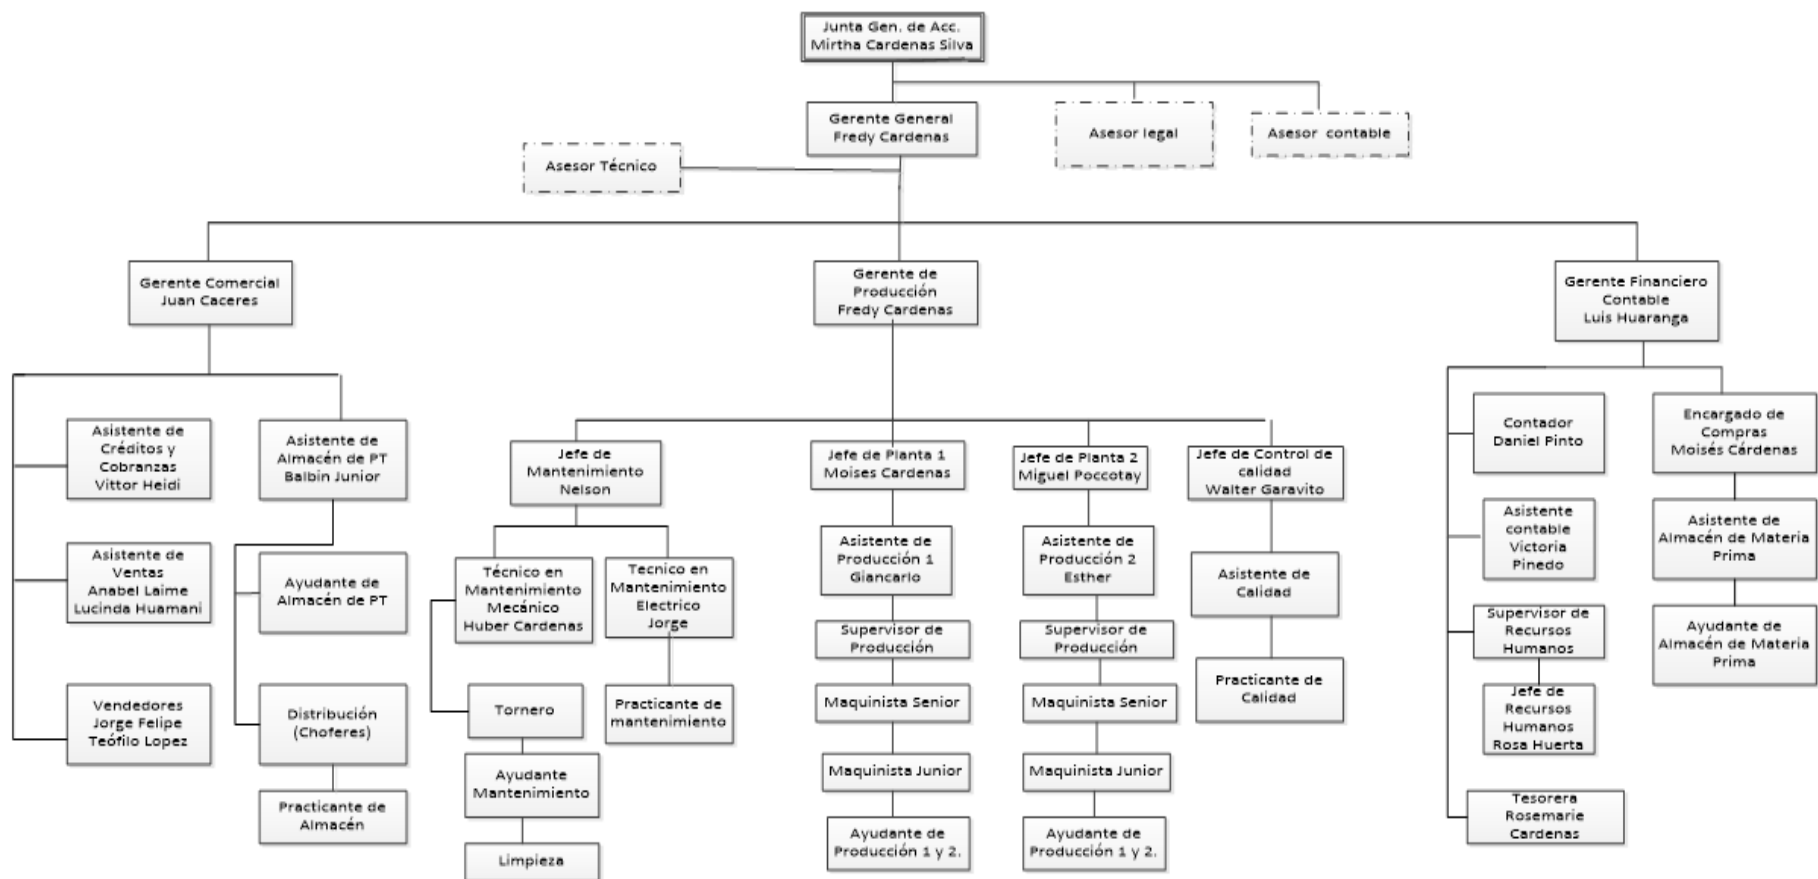 Junta Gen. de Acc.
Mirtha Cardenas Silva
Gerente General
Fredy Cardenas
Asesor legal
Asesor contable
Asesor Técnico
Gerente Comercial
Juan Caceres
Gerente de
Producción
Fredy Cardenas
Gerente Financiero
Contable
Luis Huaranga
Asistente de
Créditos y
Cobranzas
Vittor Heidi
Asistente de
Almacén de PT
Balbin Junior
Asistente de
Ventas
Anabel Laime
Lucinda Huamani
Ayudante de
Almacén de PT
Vendedores
Jorge Felipe
Teófilo Lopez
Distribución
(Choferes)
Practicante de
Almacén
Jefe de
Mantenimiento
Nelson
Técnico en
Mantenimiento
Mecánico
Huber Cardenas
Tecnico en
Mantenimiento
Electrico
Jorge
Tornero
Practicante de
mantenimiento
Ayudante
Mantenimiento
Limpieza
Jefe de Planta 1
Moises Cardenas
Asistente de
Producción 1
Giancarlo
Supervisor de
Producción
Maquinista Senior
Maquinista Junior
Ayudante de
Producción 1 y 2.
Jefe de Planta 2
Miguel Poccotay
Asistente de
Producción 2
Esther
Supervisor de
Producción
Maquinista Senior
Maquinista Junior
Ayudante de
Producción 1 y 2.
Jefe de Control de
calidad
Walter Garavito
Asistente de
Calidad
Practicante de
Calidad
Contador
Daniel Pinto
Asistente
contable
Victoria
Pinedo
Supervisor de
Recursos
Humanos
Jefe de
Recursos
Humanos
Rosa Huerta
Tesorera
Rosemarie
Cardenas
Encargado de
Compras
Moisés Cárdenas
Asistente de
Almacén de Materia
Prima
Ayudante de
Almacén de Materia
Prima